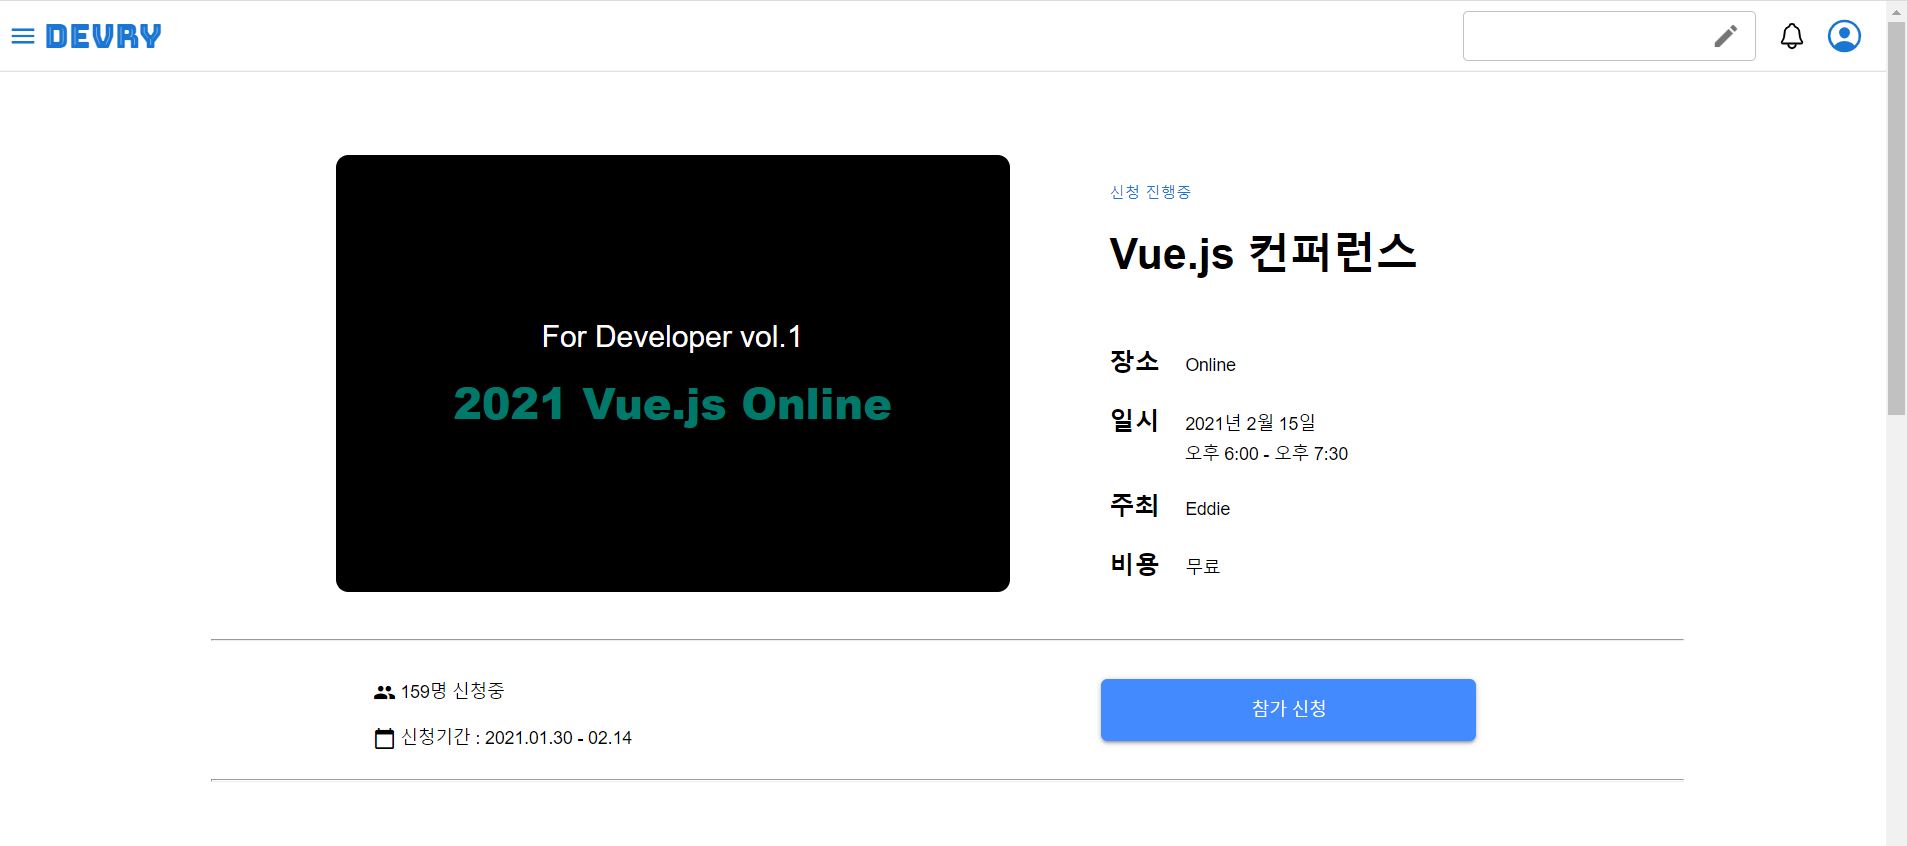 DEVRY
For Developer vol.1
2021 Vue.js Online
신청 진행중
Vue.js 컨퍼런스
장소 Online
일시 2021년 2월 15일
오후 6:00 - 오후 7:30
주최 Eddie
비용 무료
159명 신청중
신청기간 : 2021.01.30 - 02.14
참가 신청